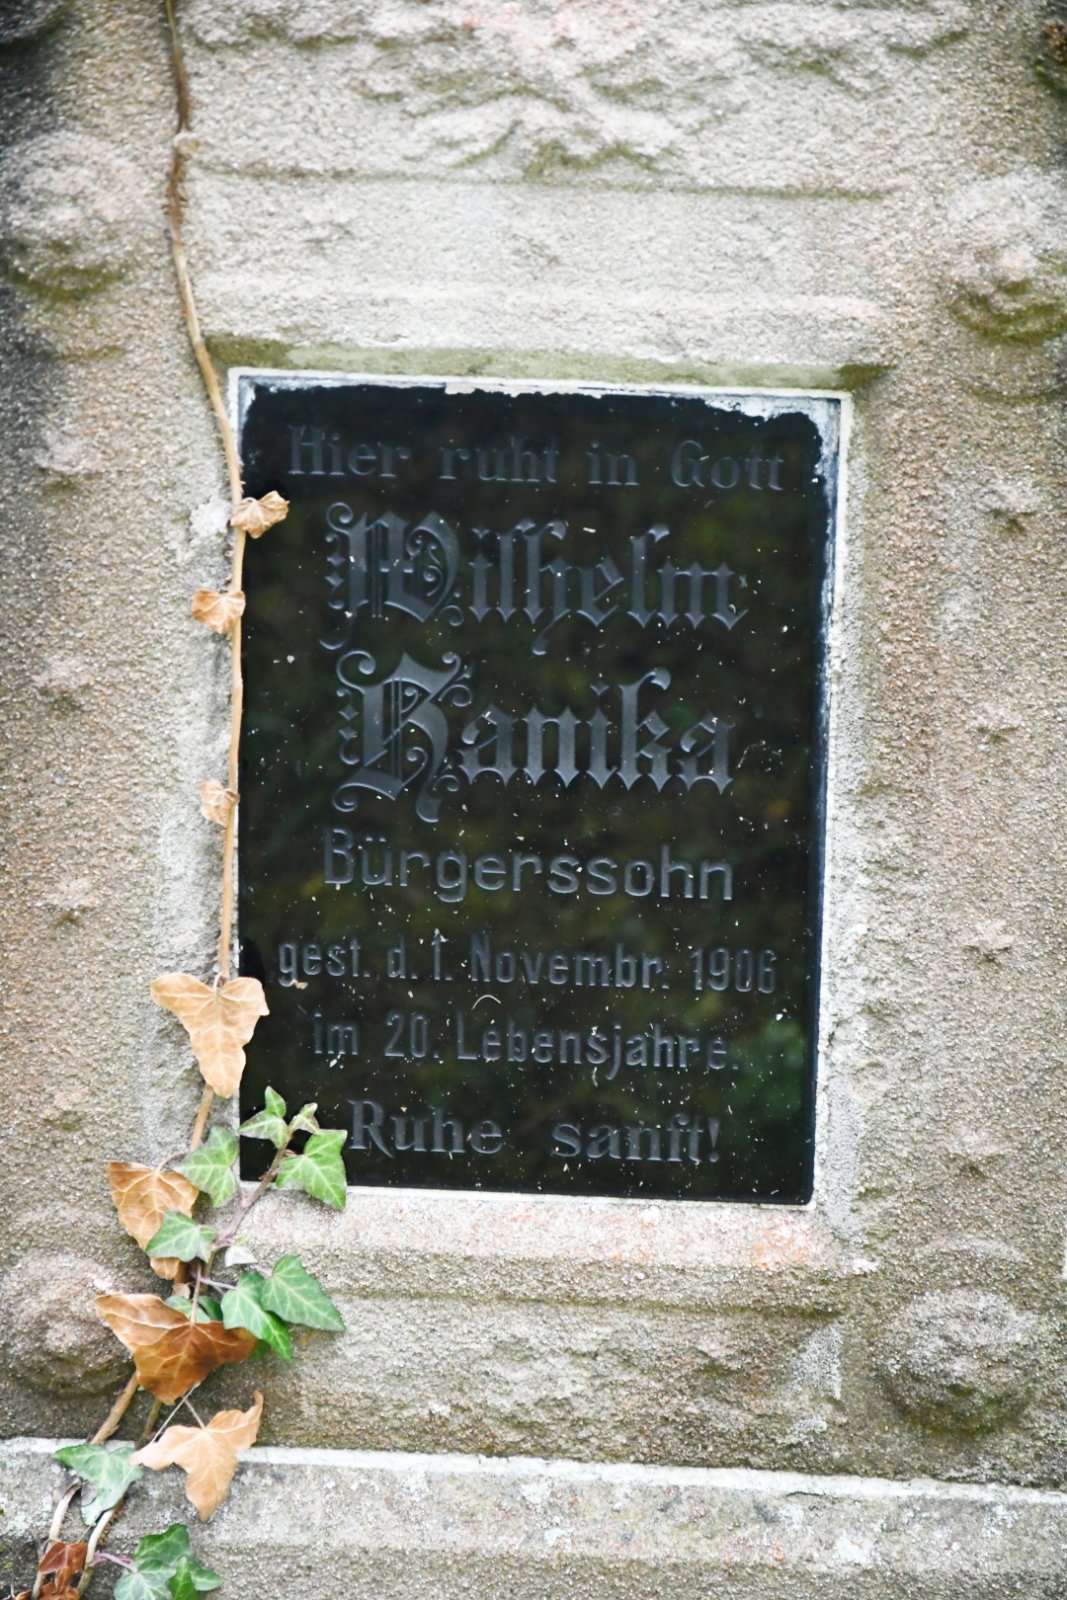 Hier ruht in Gott
Wilhelm
Hanika
Bürgerssohn
gest. d. 1. Novembr. 1906
im 20. Lebensjahre.
Ruhe sanft!